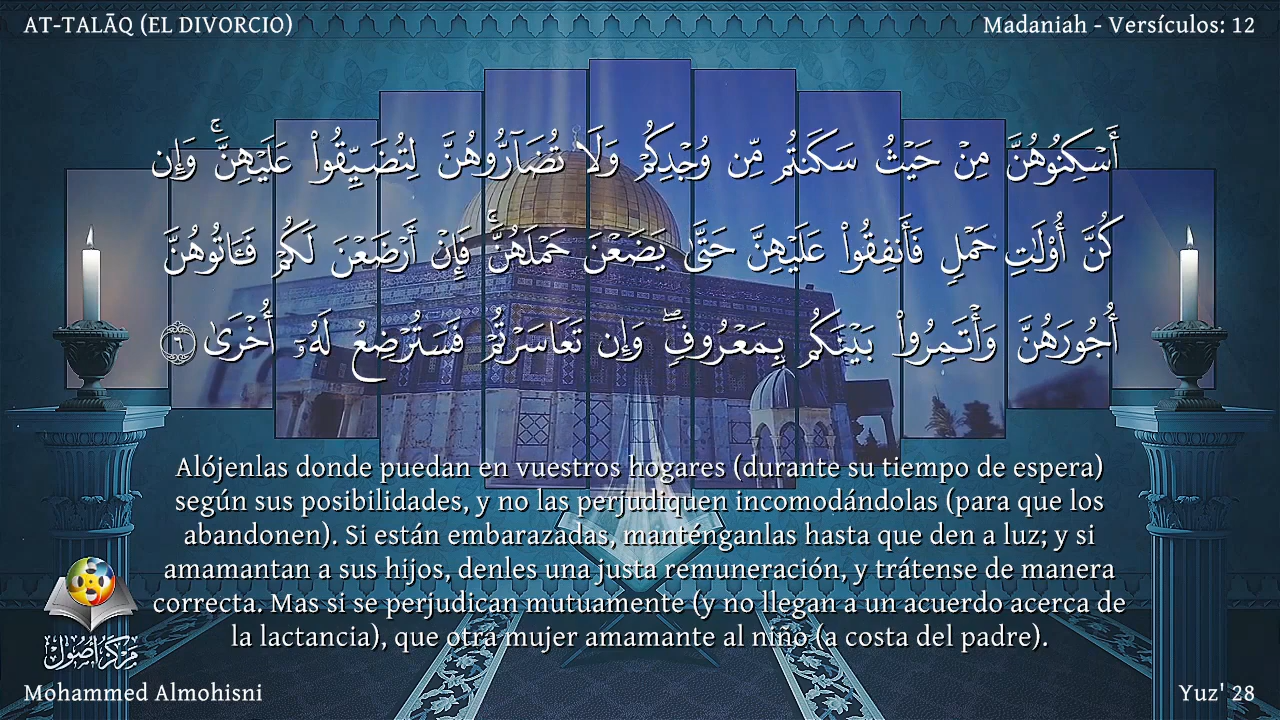 AT-TALĀQ (EL DIVORCIO)
Madaniah - Versículos: 12
أَسْكِنُوهُنَّ مِنْ حَيْثُ سَكَنتُم مِّن وُجْدِكُمْ وَلَا تُضَآرُّوهُنَّ لِتُضَيِّقُوا۟ عَلَيْهِنَّ ۚ وَإِن
كُنَّ أُو۟لَٰتِ حَمْلٍ فَأَنفِقُوا۟ عَلَيْهِنَّ حَتَّىٰ يَضَعْنَ حَمْلَهُنَّ ۚ فَإِنْ أَرْضَعْنَ لَكُمْ فَـَٔاتُوهُنَّ
أُجُورَهُنَّ وَأْتَمِرُوا۟ بَيْنَكُم بِمَعْرُوفٍ ۖ وَإِن تَعَاسَرْتُمْ فَسَتُرْضِعُ لَهُۥٓ أُخْرَىٰ ٦
Alójenlas donde puedan en vuestros hogares (durante su tiempo de espera)
según sus posibilidades, y no las perjudiquen incomodándolas (para que los
abandonen). Si están embarazadas, manténganlas hasta que den a luz; y si
amamantan a sus hijos, denles una justa remuneración, y trátense de manera
correcta. Mas si se perjudican mutuamente (y no llegan a un acuerdo acerca de
la lactancia), que otra mujer amamante al niño (a costa del padre).
مركز أصول
Mohammed Almohisni
Yuz' 28